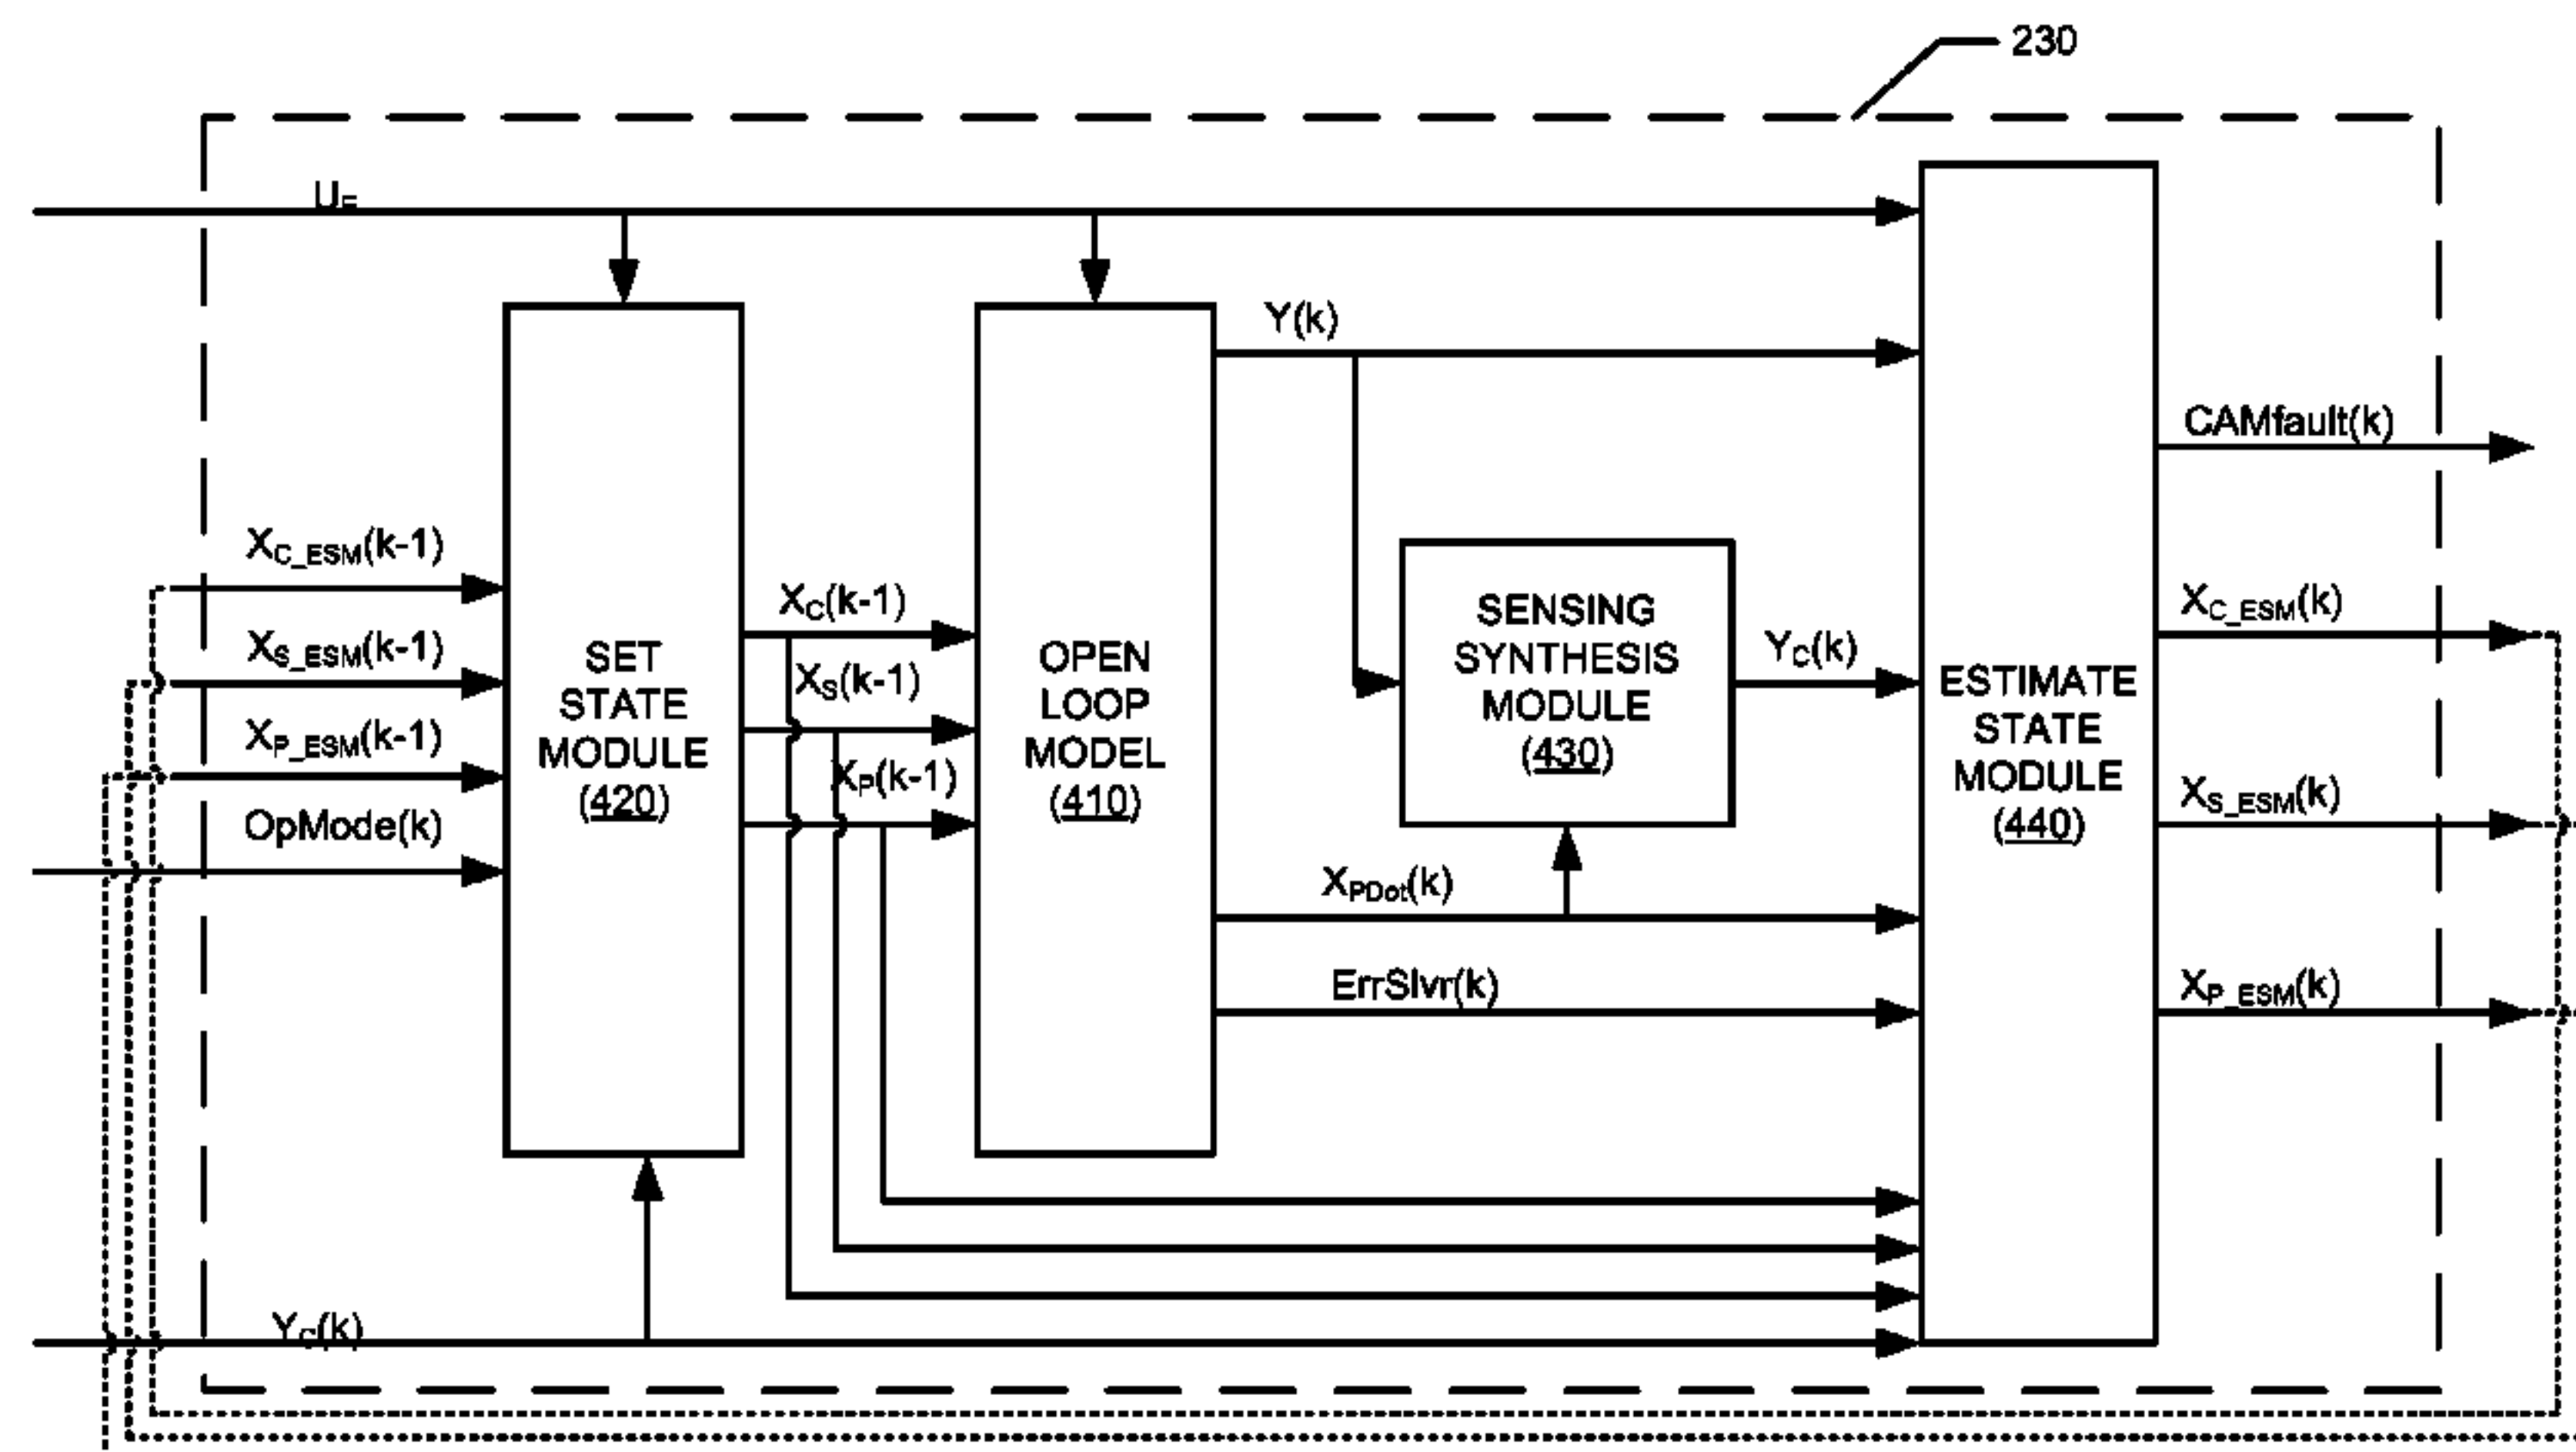 230
U_E
Y(k)
CAMfault(k)
X_C_ESM(k-1)
X_S_ESM(k-1)
X_P_ESM(k-1)
OpMode(k)
SET
STATE
MODULE
(420)
X_C(k-1)
X_S(k-1)
X_P(k-1)
OPEN
LOOP
MODEL
(410)
SENSING
SYNTHESIS
MODULE
(430)
Y_C(k)
X_PDot(k)
ErrSlvr(k)
ESTIMATE
STATE
MODULE
(440)
X_C_ESM(k)
X_S_ESM(k)
X_P_ESM(k)
Y_C(k)